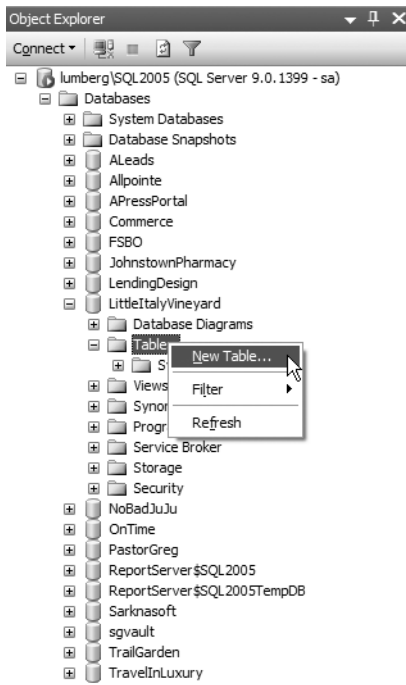 Object Explorer
Connect
lumberg\SQL2005 (SQL Server 9.0.1399 - sa)
Databases
System Databases
Database Snapshots
ALeads
Allpointe
APressPortal
Commerce
FSBO
JohnstownPharmacy
LendingDesign
LittleItalyVineyard
Database Diagrams
Table
New Table...
Views
Filter
Refresh
Service Broker
Storage
Security
NoBadJuJu
OnTime
PastorGreg
ReportServer$SQL2005
ReportServer$SQL2005TempDB
Sarknasoft
sgvault
TrailGarden
TravelInLuxury